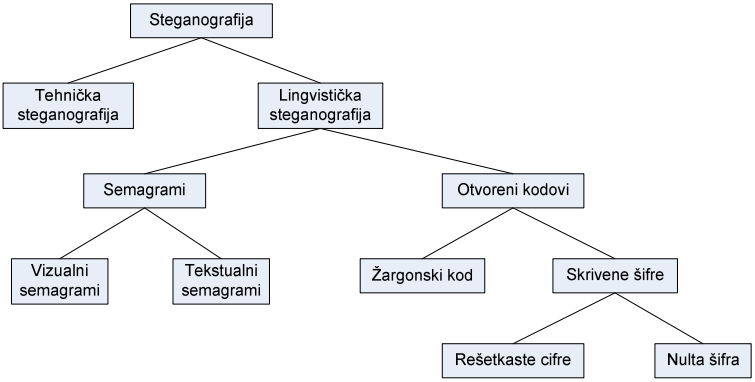 Steganografija
Tehnička
steganografija
Lingvistička
steganografija
Semagrami
Otvoreni kodovi
Vizualni
semagrami
Tekstualni
semagrami
Žargonski kod
Skrivene šifre
Rešetkaste cifre
Nulta šifra